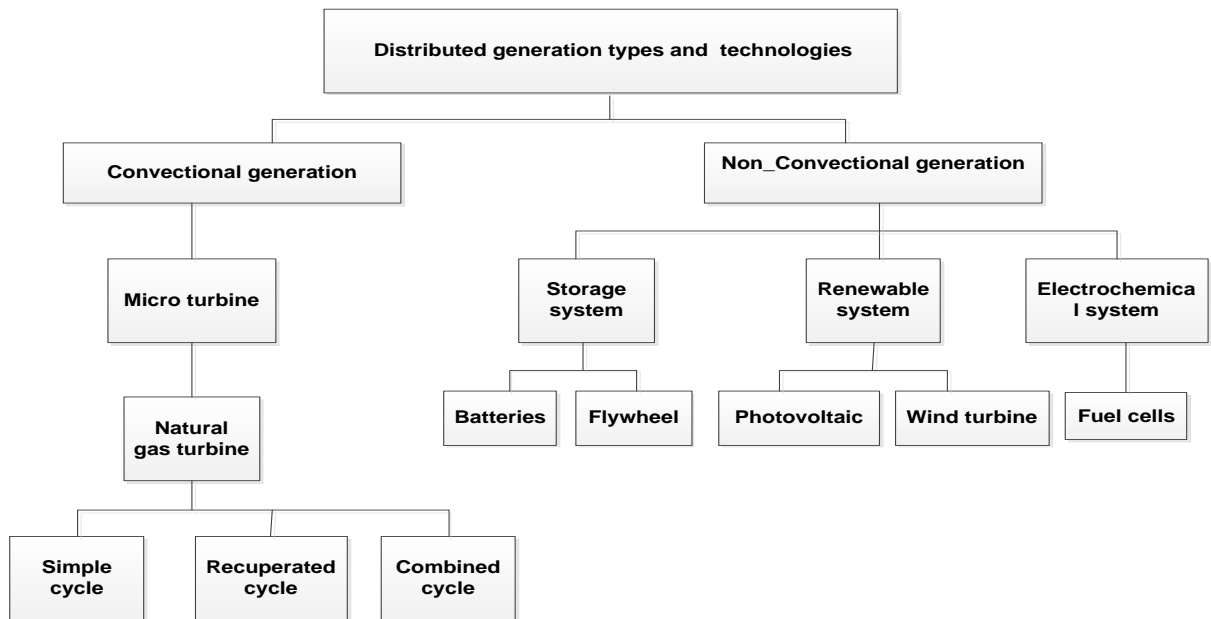 Distributed generation types and technologies
Convectional generation
Non_Convectional generation
Micro turbine
Storage
system
Renewable
system
Electrochemica
l system
Natural
gas turbine
Batteries
Flywheel
Photovoltaic
Wind turbine
Fuel cells
Simple
cycle
Recuperated
cycle
Combined
cycle